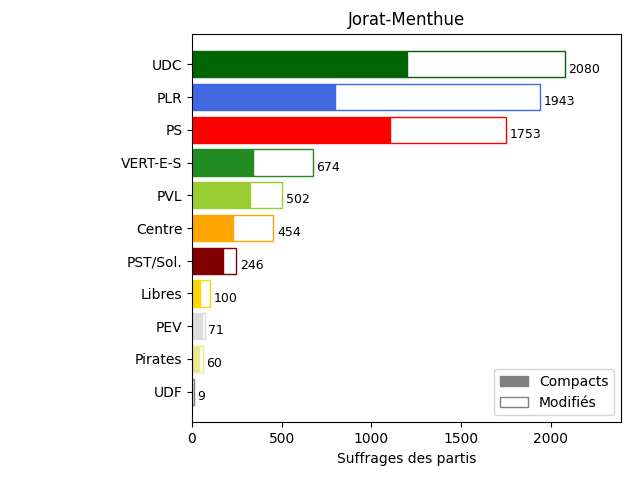 Jorat-Menthue
UDC 2080
PLR 1943
PS 1753
VERT-E-S 674
PVL 502
Centre 454
PST/Sol. 246
Libres 100
PEV 71
Pirates 60
UDF 9
Compacts
Modifiés
0 500 1000 1500 2000
Suffrages des partis